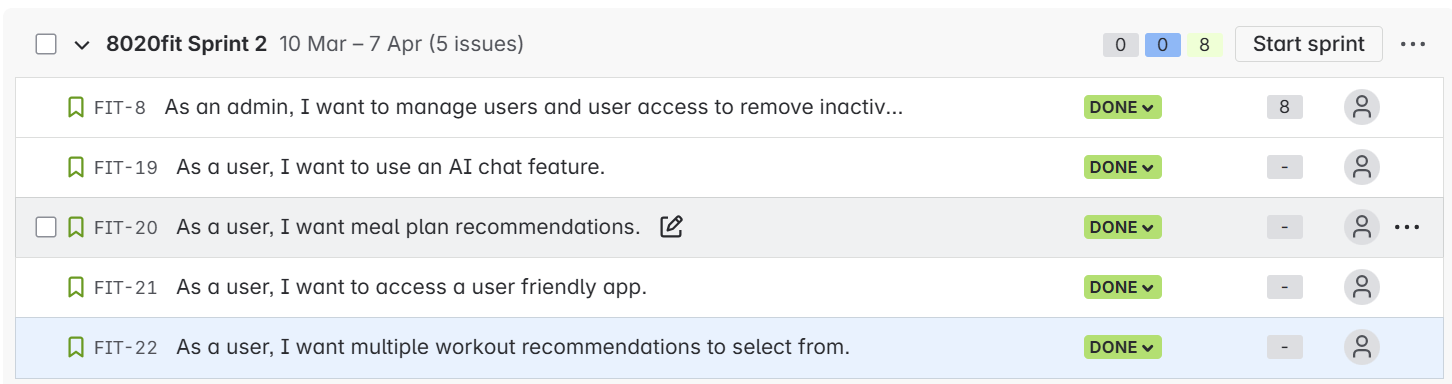 8020fit Sprint 2 10 Mar – 7 Apr (5 issues) 0 0 8 Start sprint
FIT-8 As an admin, I want to manage users and user access to remove inactiv... DONE 8
FIT-19 As a user, I want to use an AI chat feature. DONE -
FIT-20 As a user, I want meal plan recommendations. DONE -
FIT-21 As a user, I want to access a user friendly app. DONE -
FIT-22 As a user, I want multiple workout recommendations to select from. DONE -